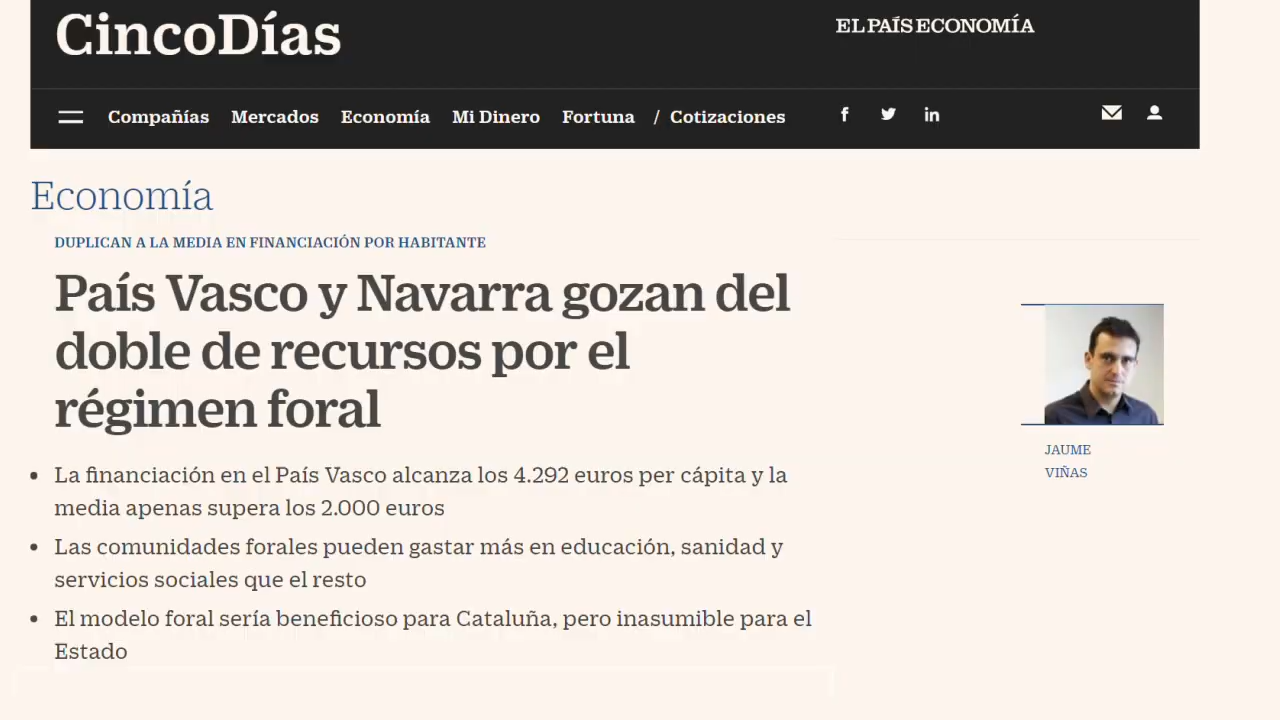 CincoDías
EL PAÍS ECONOMÍA
Compañías Mercados Economía Mi Dinero Fortuna / Cotizaciones
Economía
DUPLICAN A LA MEDIA EN FINANCIACIÓN POR HABITANTE
País Vasco y Navarra gozan del
doble de recursos por el
régimen foral
• La financiación en el País Vasco alcanza los 4.292 euros per cápita y la
media apenas supera los 2.000 euros
• Las comunidades forales pueden gastar más en educación, sanidad y
servicios sociales que el resto
• El modelo foral sería beneficioso para Cataluña, pero inasumible para el
Estado
JAUME
VIÑAS